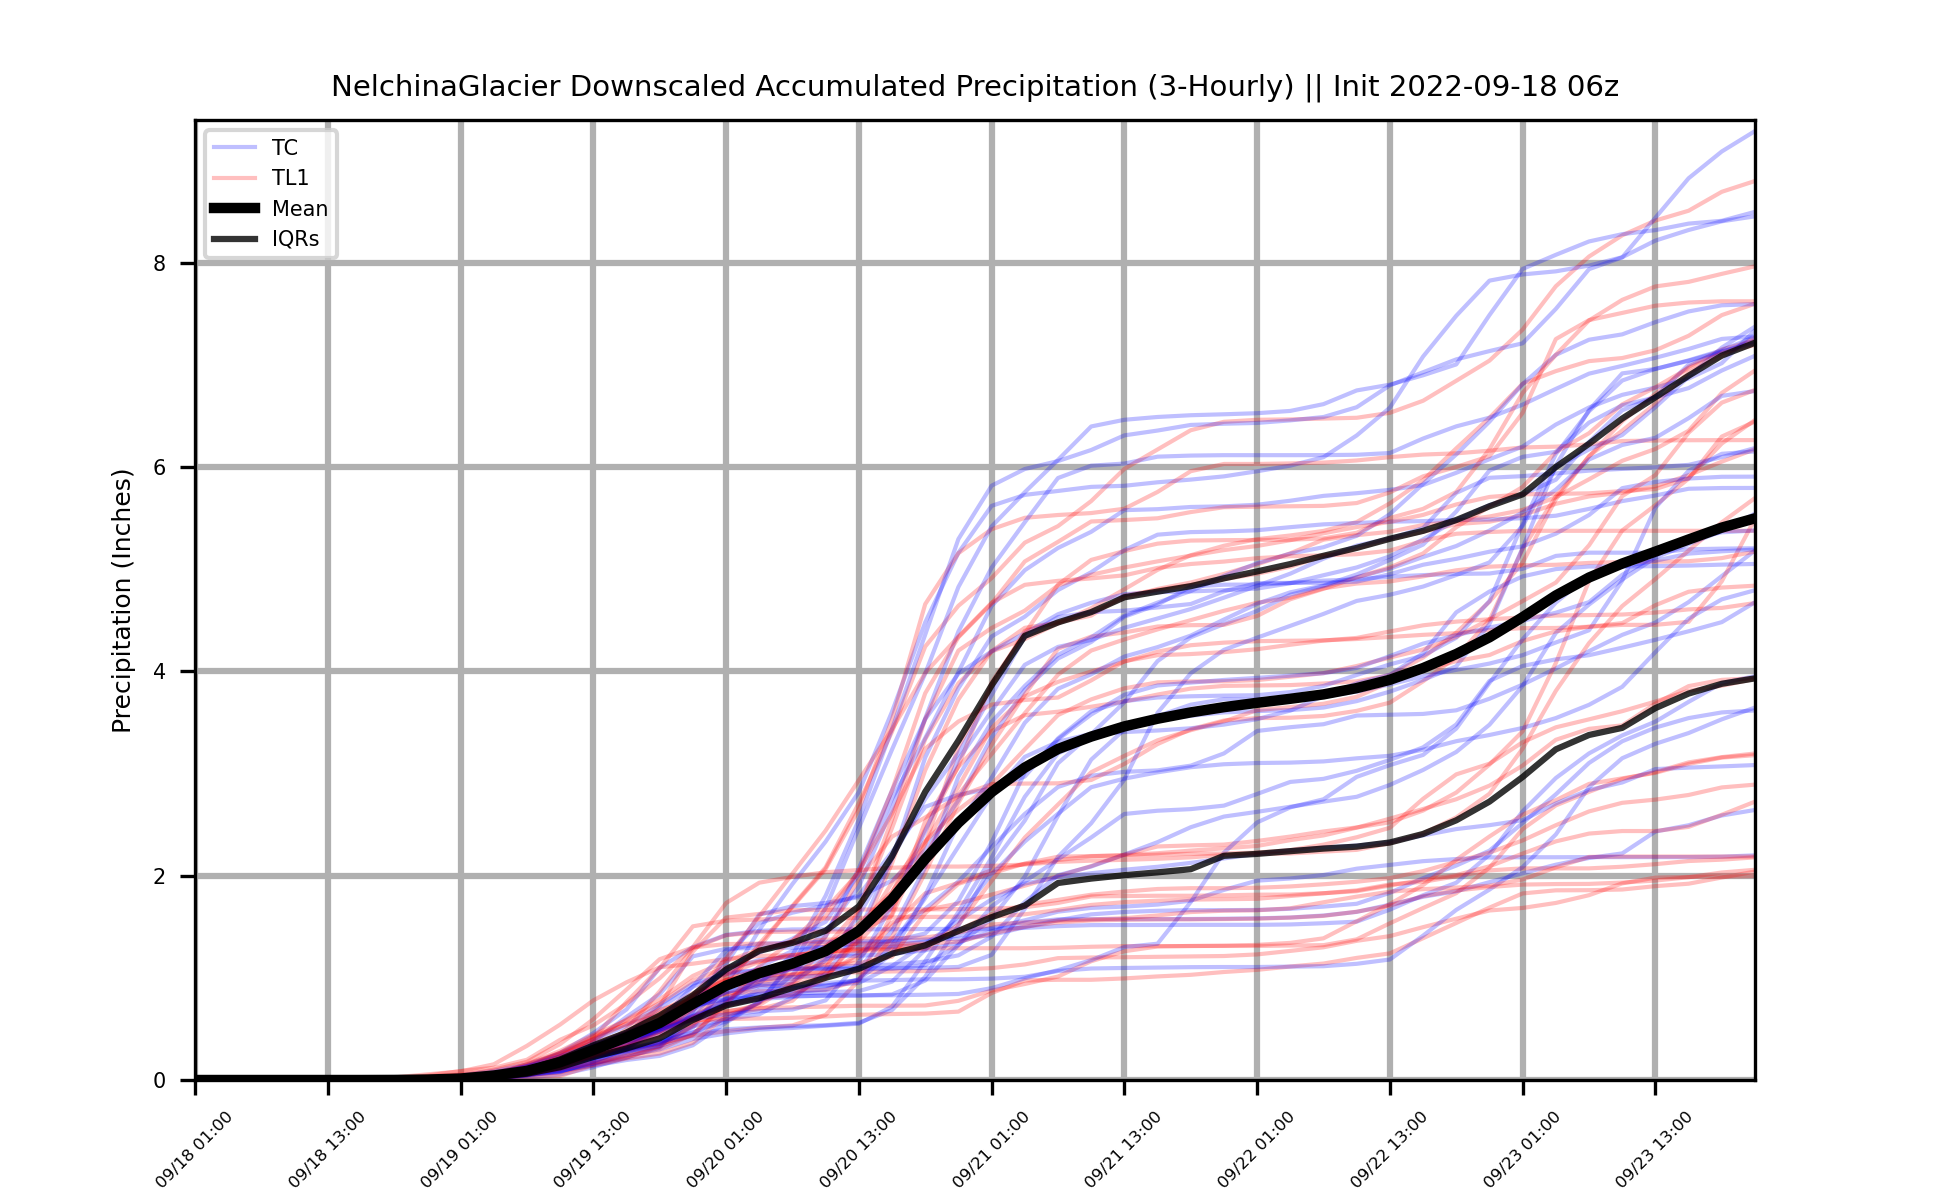 NelchinaGlacier Downscaled Accumulated Precipitation (3-Hourly) || Init 2022-09-18 06z
TC
TL1
Mean
IQRs
Precipitation (Inches)
8
6
4
2
0
09/18 01:00
09/18 13:00
09/19 01:00
09/19 13:00
09/20 01:00
09/20 13:00
09/21 01:00
09/21 13:00
09/22 01:00
09/22 13:00
09/23 01:00
09/23 13:00